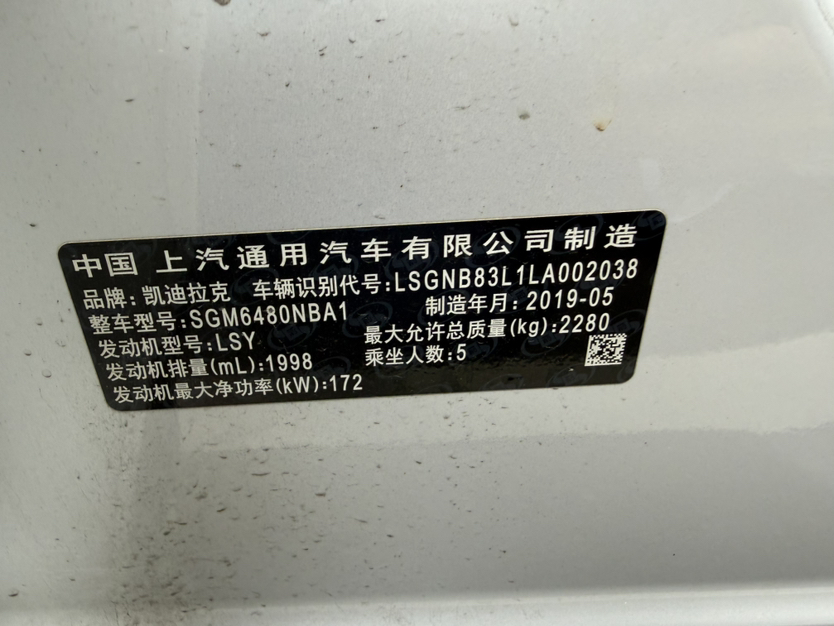 中国 上汽通用汽车有限公司制造
品牌: 凯迪拉克 车辆识别代号:LSGNB83L1LA002038
整车型号:SGM6480NBA1 制造年月:2019-05
发动机型号:LSY 最大允许总质量(kg):2280
发动机排量(mL):1998 乘坐人数:5
发动机最大净功率(kW):172